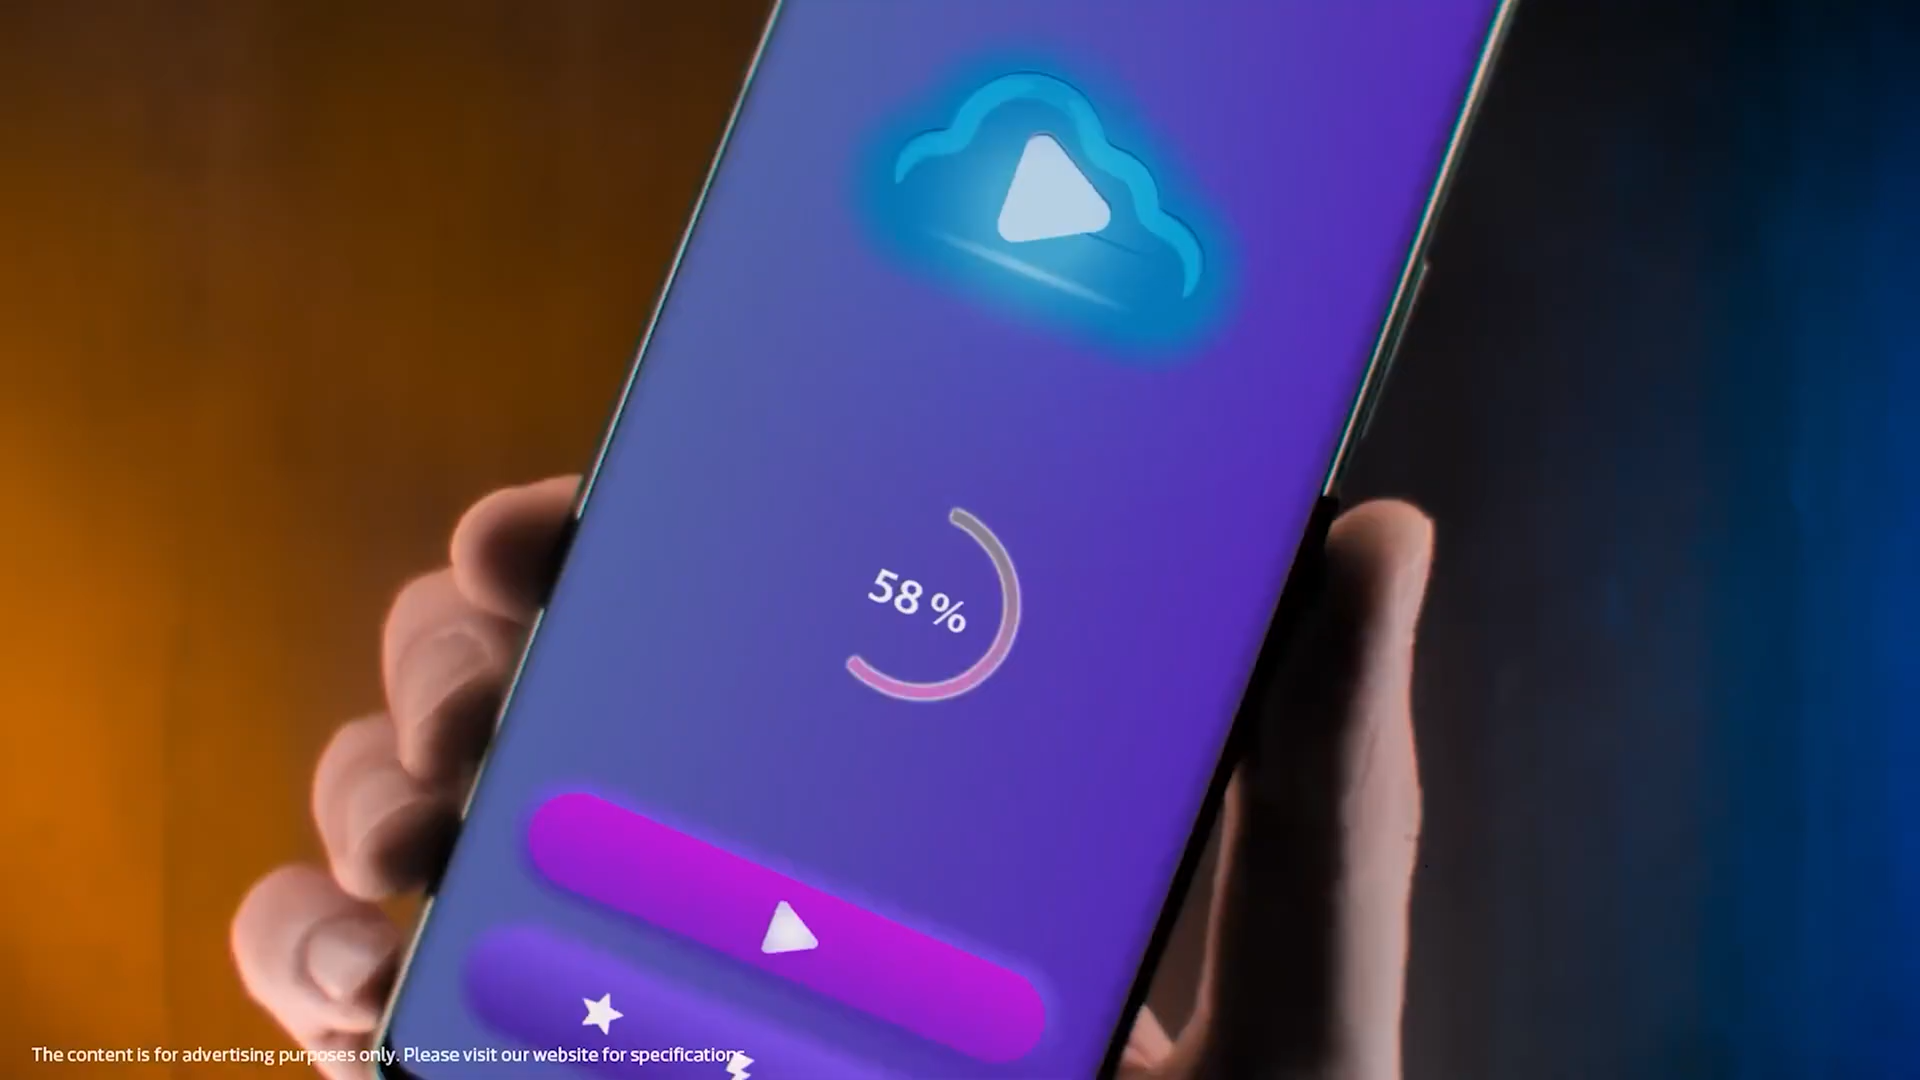 58 %
The content is for advertising purposes only. Please visit our website for specifications.